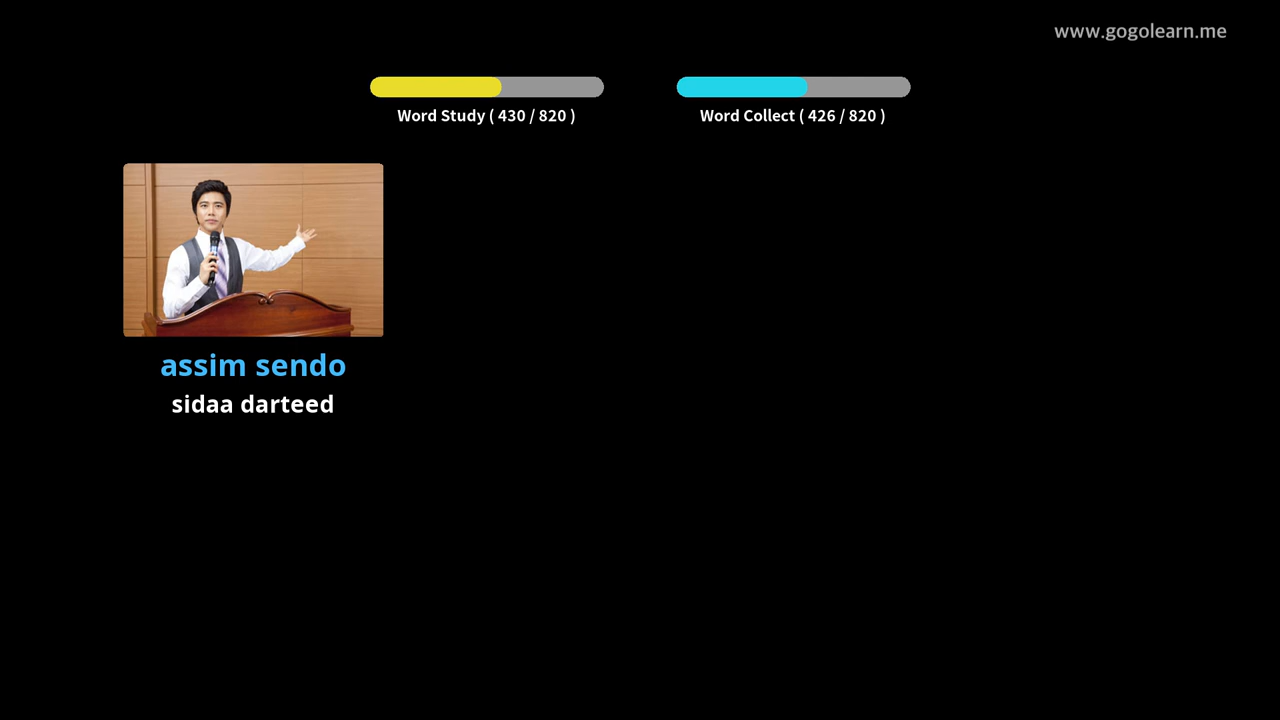 www.gogolearn.me
Word Study ( 430 / 820 )
Word Collect ( 426 / 820 )
assim sendo
sidaa darteed